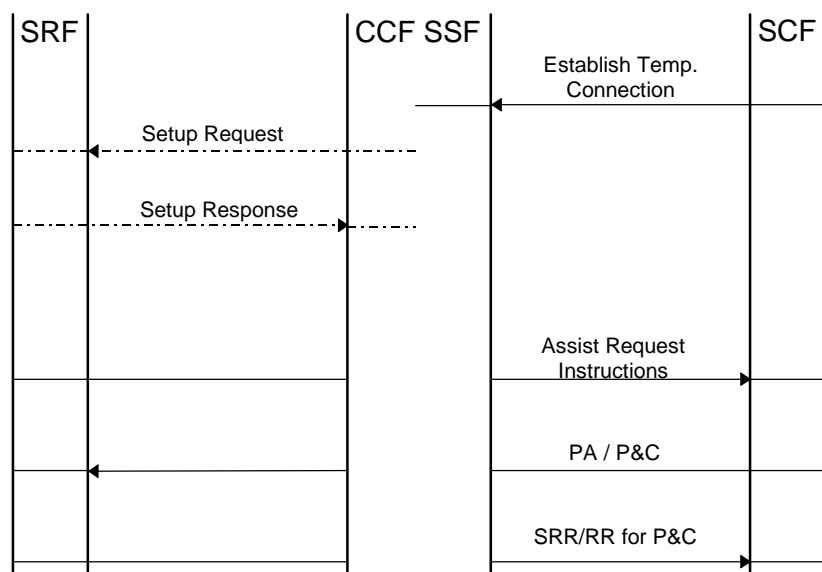 SRF CCF SSF SCF
Establish Temp.
Connection
Setup Request
Setup Response
Assist Request
Instructions
PA / P&C
SRR/RR for P&C